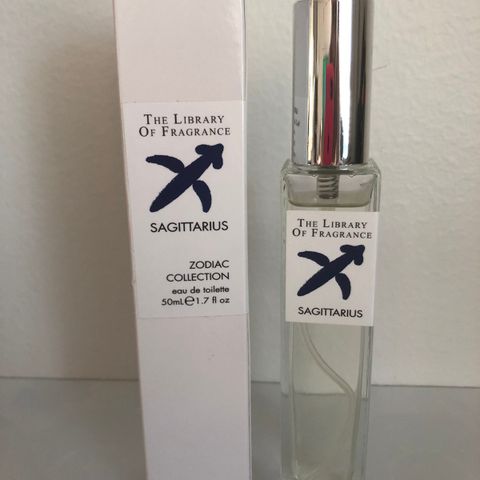 THE LIBRARY
OF FRAGRANCE
SAGITTARIUS
ZODIAC
COLLECTION
eau de toilette
50mL℮1.7 fl oz
THE LIBRARY
OF FRAGRANCE
SAGITTARIUS